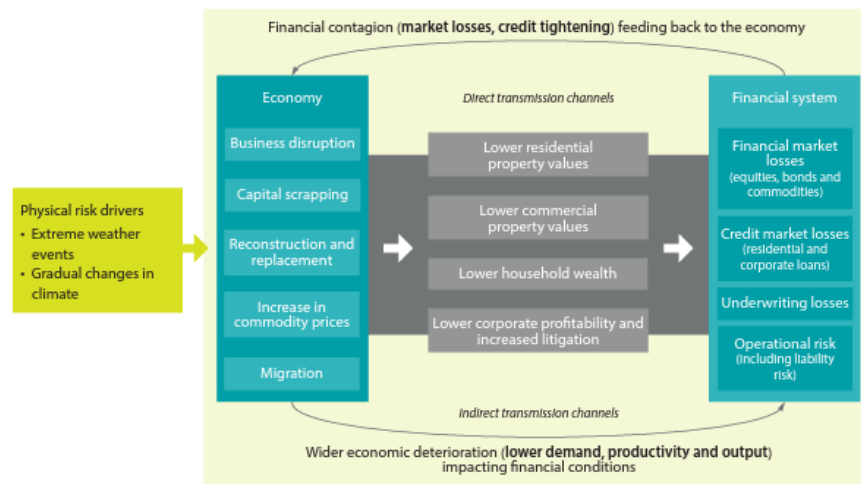 Financial contagion (market losses, credit tightening) feeding back to the economy
Economy
Direct transmission channels
Financial system
Physical risk drivers
• Extreme weather
events
• Gradual changes in
climate
Business disruption
Capital scrapping
Reconstruction and
replacement
Increase in
commodity prices
Migration
Lower residential
property values
Lower commercial
property values
Lower household wealth
Lower corporate profitability and
increased litigation
Financial market
losses
(equities, bonds and
commodities)
Credit market losses
(residential and
corporate loans)
Underwriting losses
Operational risk
(including liability
risk)
Indirect transmission channels
Wider economic deterioration (lower demand, productivity and output)
impacting financial conditions